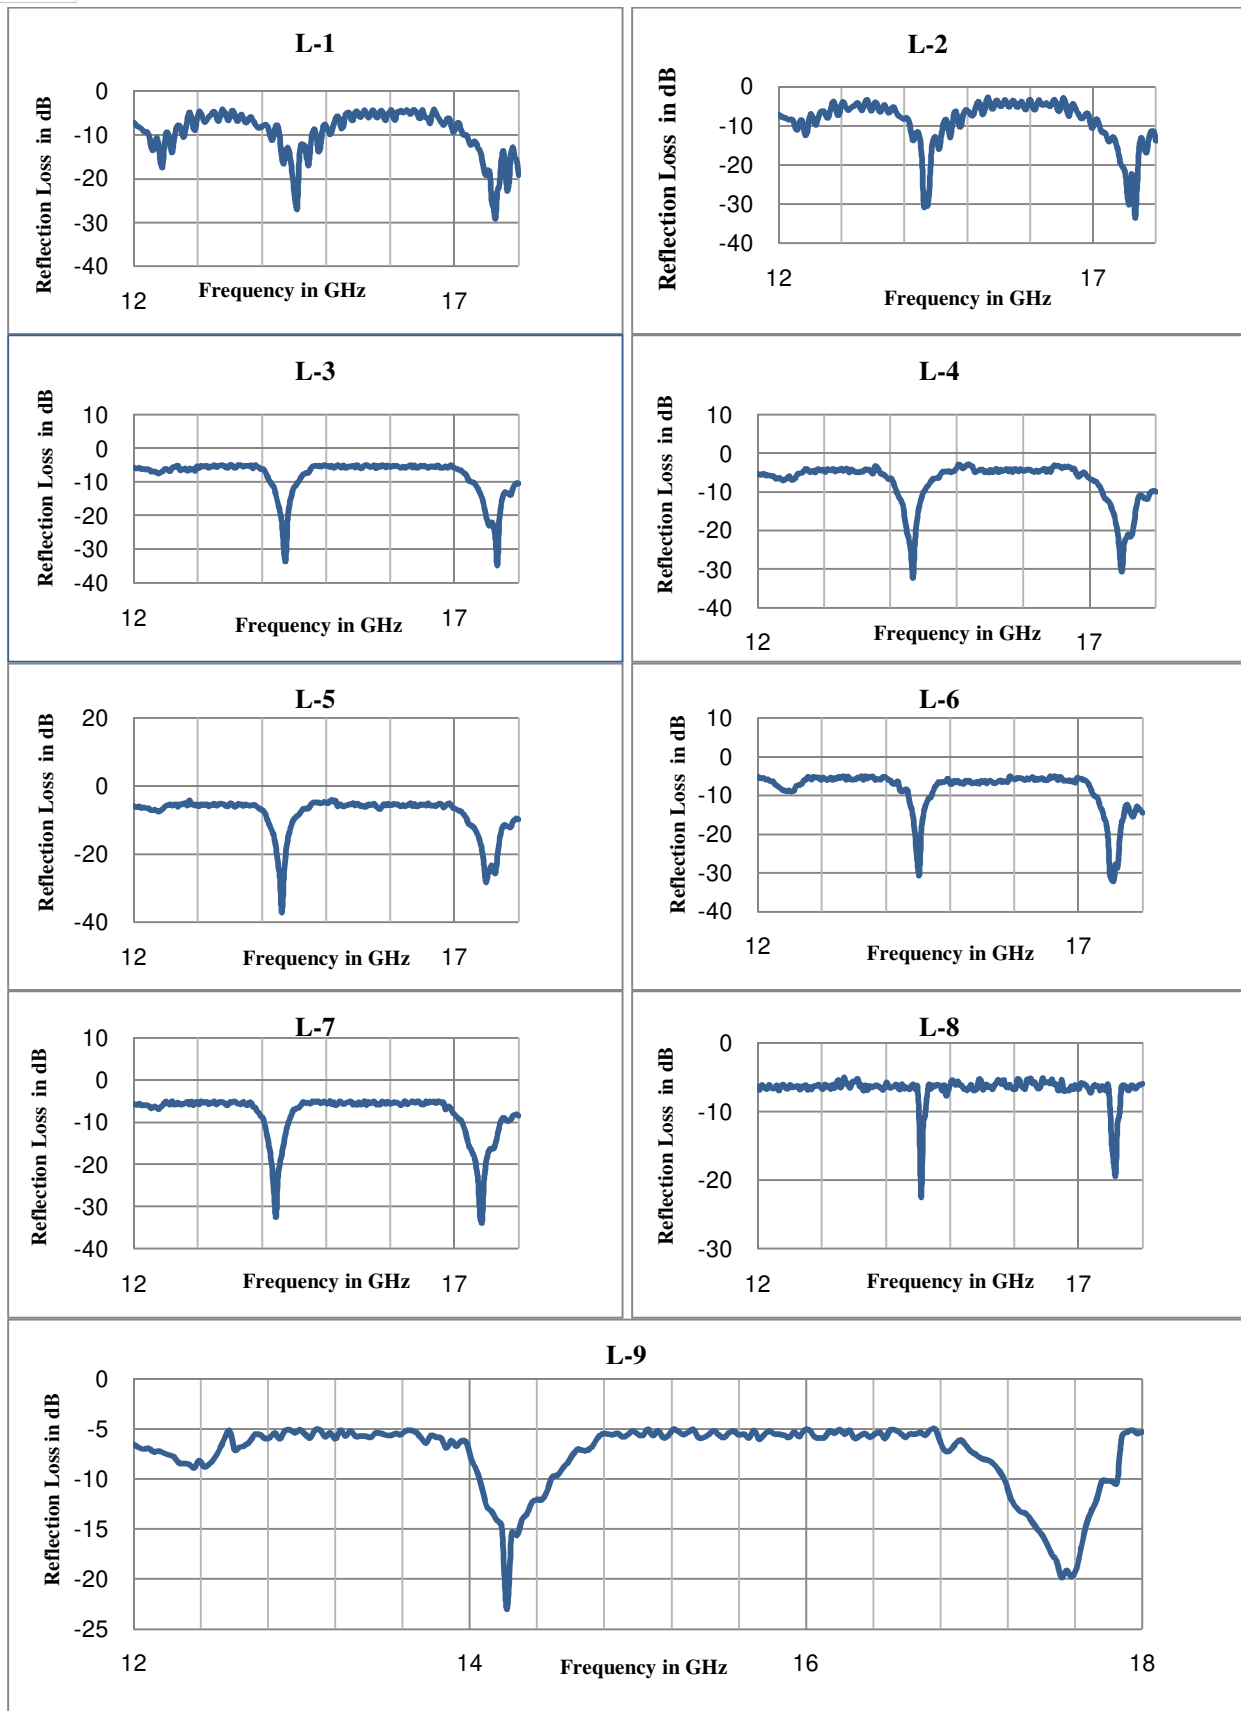 L-1
Reflection Loss in dB
0
-10
-20
-30
-40
12
17
Frequency in GHz
L-2
Reflection Loss in dB
0
-10
-20
-30
-40
12
17
Frequency in GHz
L-3
Reflection Loss in dB
10
0
-10
-20
-30
-40
12
17
Frequency in GHz
L-4
Reflection Loss in dB
10
0
-10
-20
-30
-40
12
17
Frequency in GHz
L-5
Reflection Loss in dB
20
0
-20
-40
12
17
Frequency in GHz
L-6
Reflection Loss in dB
10
0
-10
-20
-30
-40
12
17
Frequency in GHz
L-7
Reflection Loss in dB
10
0
-10
-20
-30
-40
12
17
Frequency in GHz
L-8
Reflection Loss in dB
0
-10
-20
-30
12
17
Frequency in GHz
L-9
Reflection Loss in dB
0
-5
-10
-15
-20
-25
12
14
16
18
Frequency in GHz